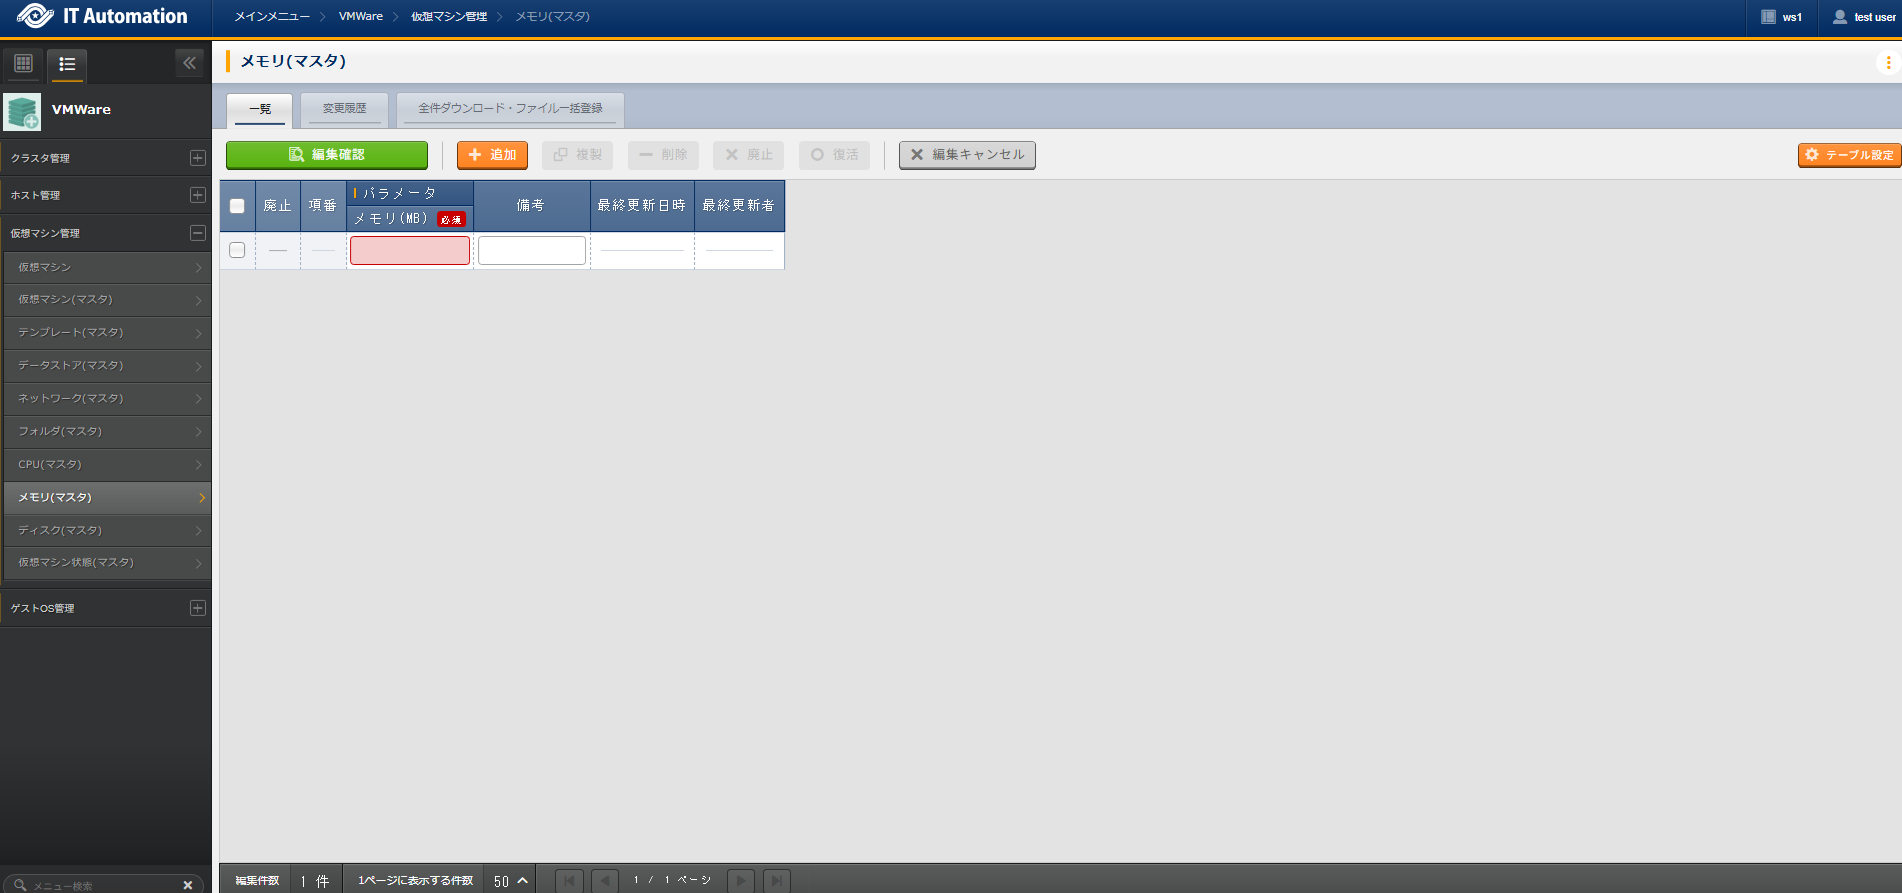 IT Automation
メインメニュー
VMWare
仮想マシン管理
メモリ(マスタ)
ws1
test user
VMWare
クラスタ管理
ホスト管理
仮想マシン管理
仮想マシン
仮想マシン(マスタ)
テンプレート(マスタ)
データストア(マスタ)
ネットワーク(マスタ)
フォルダ(マスタ)
CPU(マスタ)
メモリ(マスタ)
ディスク(マスタ)
仮想マシン状態(マスタ)
ゲストOS管理
メニュー検索
メモリ(マスタ)
一覧
変更履歴
全件ダウンロード・ファイル一括登録
編集確認
追加
複製
削除
廃止
復活
編集キャンセル
テーブル設定
廃止
項番
パラメータ
メモリ(MB) 必須
備考
最終更新日時
最終更新者
編集件数
1 件
1ページに表示する件数
50
1 / 1 ページ